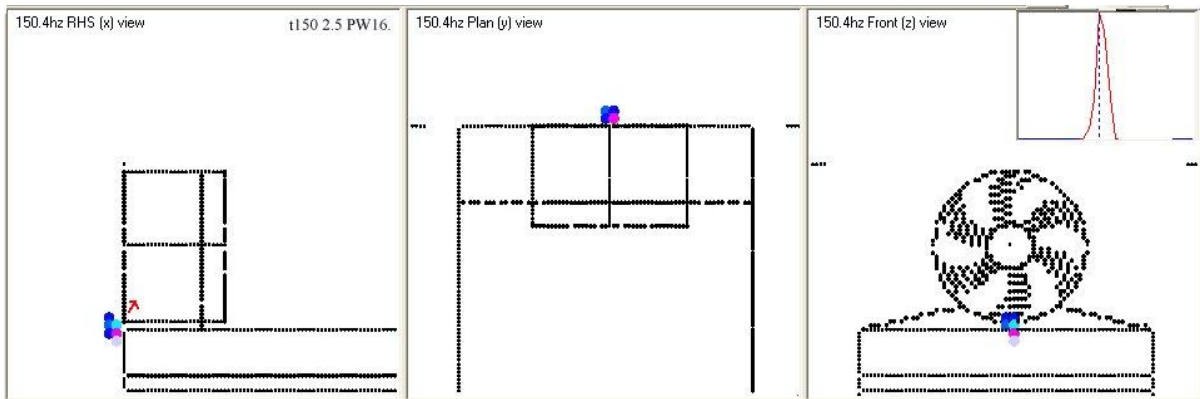 150.4hz RHS (x) view
t150 2.5 PW16.
150.4hz Plan (y) view
150.4hz Front (z) view